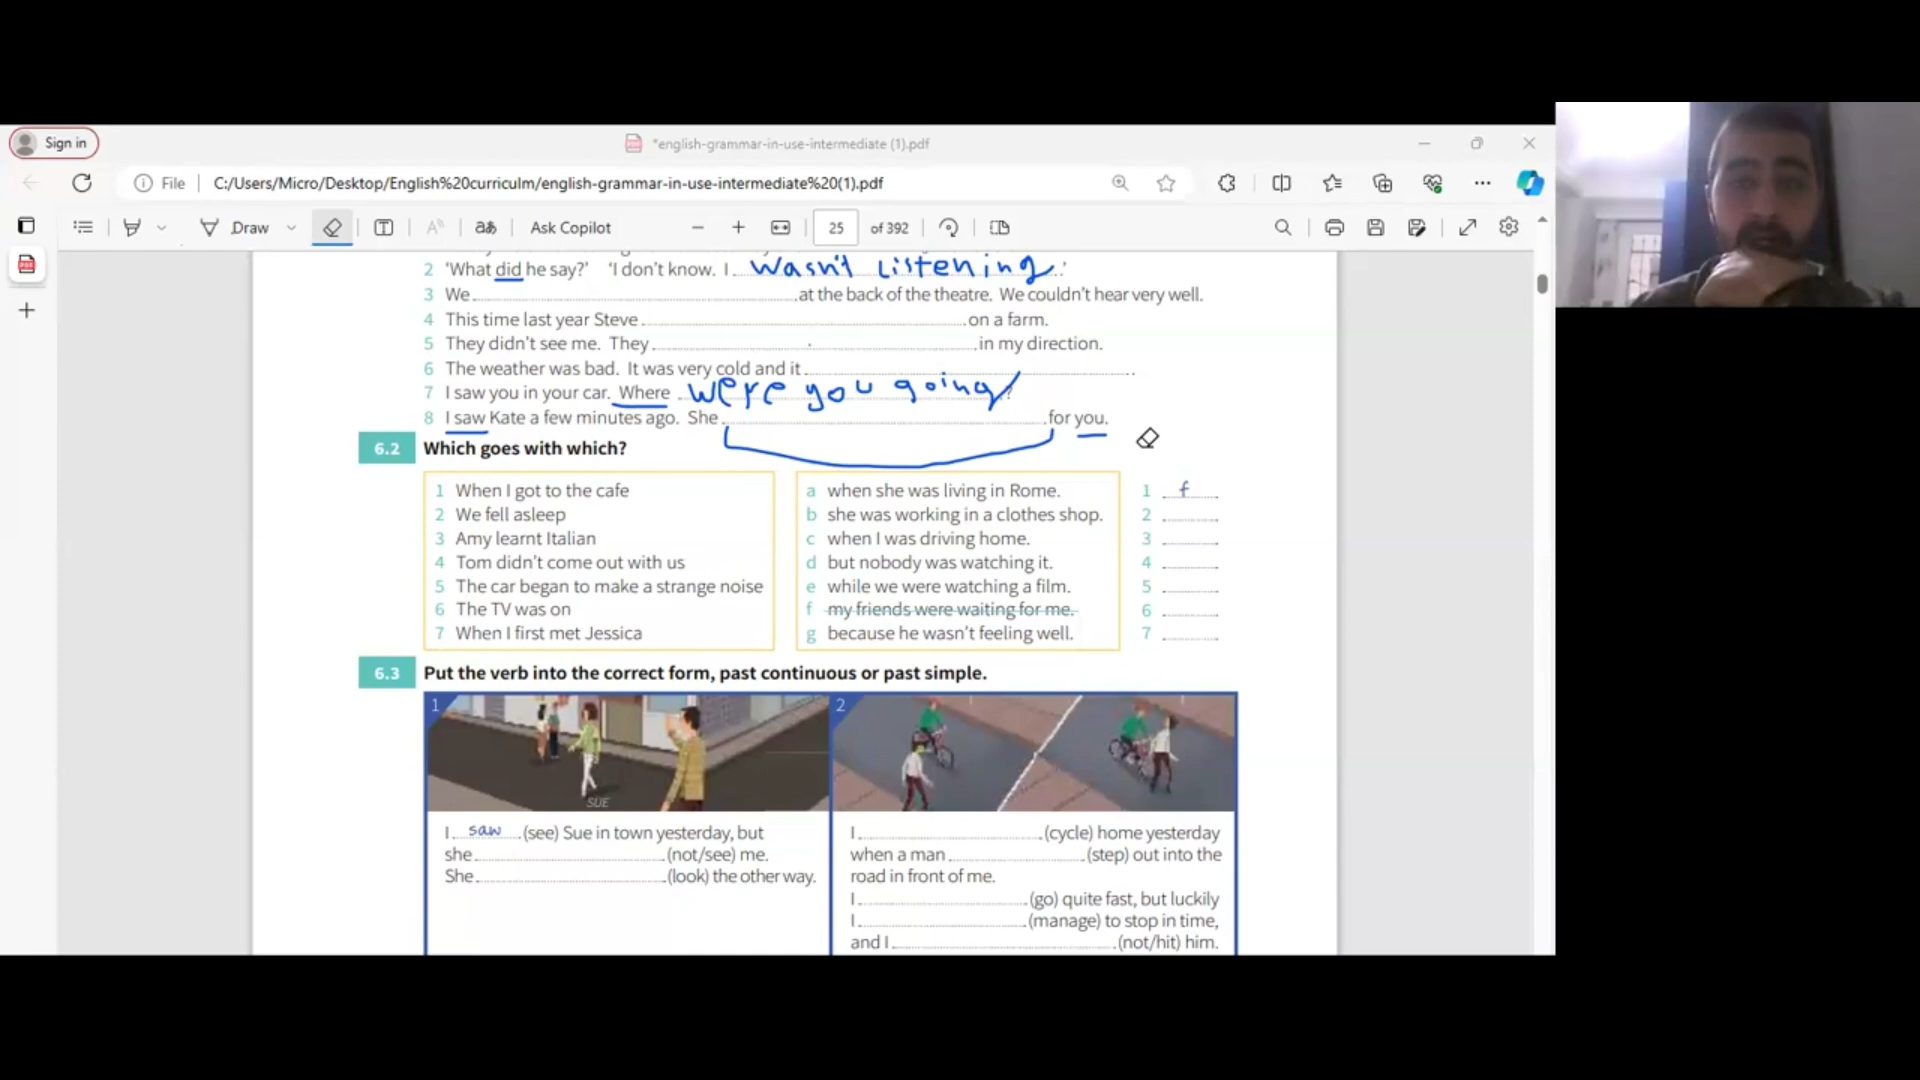 Sign in
*english-grammar-in-use-intermediate (1).pdf
File C:/Users/Micro/Desktop/English%20curriculm/english-grammar-in-use-intermediate%20(1).pdf
Draw
Ask Copilot
25 of 392
2 'What did he say?' 'I don't know. I wasn't listening.'
3 We at the back of the theatre. We couldn't hear very well.
4 This time last year Steve on a farm.
5 They didn't see me. They in my direction.
6 The weather was bad. It was very cold and it .
7 I saw you in your car. Where were you going?
8 I saw Kate a few minutes ago. She for you.
6.2 Which goes with which?
1 When I got to the cafe
2 We fell asleep
3 Amy learnt Italian
4 Tom didn't come out with us
5 The car began to make a strange noise
6 The TV was on
7 When I first met Jessica
a when she was living in Rome.
b she was working in a clothes shop.
c when I was driving home.
d but nobody was watching it.
e while we were watching a film.
f my friends were waiting for me.
g because he wasn't feeling well.
1 f
2
3
4
5
6
7
6.3 Put the verb into the correct form, past continuous or past simple.
1
SUE
I saw (see) Sue in town yesterday, but
she (not/see) me.
She (look) the other way.
2
I (cycle) home yesterday
when a man (step) out into the
road in front of me.
I (go) quite fast, but luckily
I (manage) to stop in time,
and I (not/hit) him.